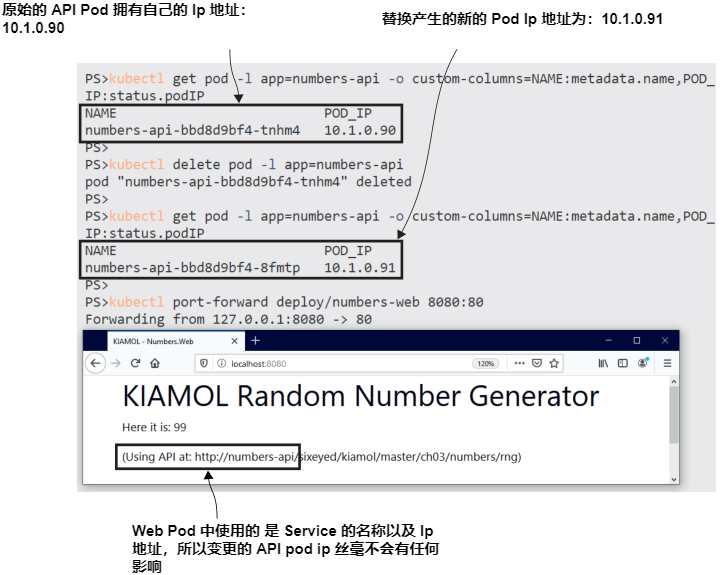 原始的 API Pod 拥有自己的 Ip 地址：
10.1.0.90
替换产生的新的 Pod Ip 地址为：10.1.0.91
PS>kubectl get pod -l app=numbers-api -o custom-columns=NAME:metadata.name,POD_
IP:status.podIP
NAME POD_IP
numbers-api-bbd8d9bf4-tnhm4 10.1.0.90
PS>
PS>kubectl delete pod -l app=numbers-api
pod "numbers-api-bbd8d9bf4-tnhm4" deleted
PS>
PS>kubectl get pod -l app=numbers-api -o custom-columns=NAME:metadata.name,POD_
IP:status.podIP
NAME POD_IP
numbers-api-bbd8d9bf4-8fmtp 10.1.0.91
PS>
PS>kubectl port-forward deploy/numbers-web 8080:80
Forwarding from 127.0.0.1:8080 -> 80
KIAMOL - Numbers.Web
localhost:8080 120%
KIAMOL Random Number Generator
Here it is: 99
(Using API at: http://numbers-api/sixeyed/kiamol/master/ch03/numbers/rng)
Web Pod 中使用的 是 Service 的名称以及 Ip
地址，所以变更的 API pod ip 丝毫不会有任何
影响